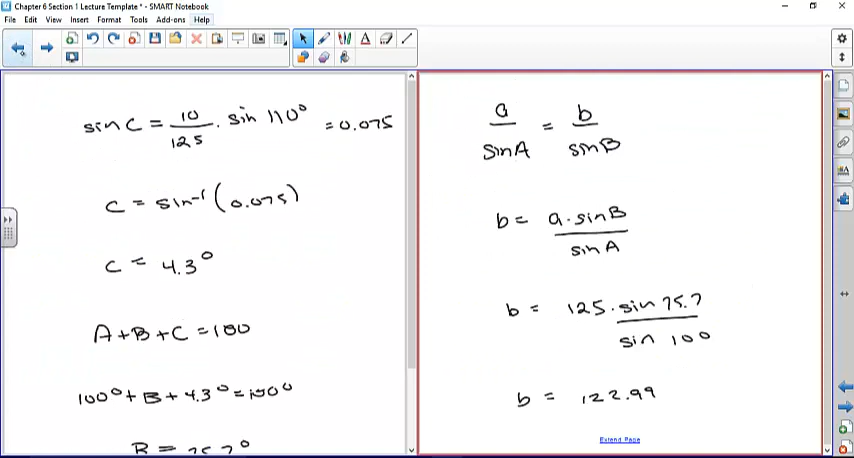 Chapter 6 Section 1 Lecture Template * - SMART Notebook
File Edit View Insert Format Tools Add-ons Help
sin C = 10/125 · sin 110° = 0.075
C = sin⁻¹(0.075)
C = 4.3°
A + B + C = 180
100° + B + 4.3° = 180°
a/sinA = b/sinB
b = a·sinB/sinA
b = 125·sin 75.7/sin 100
b = 122.99
Extend Page